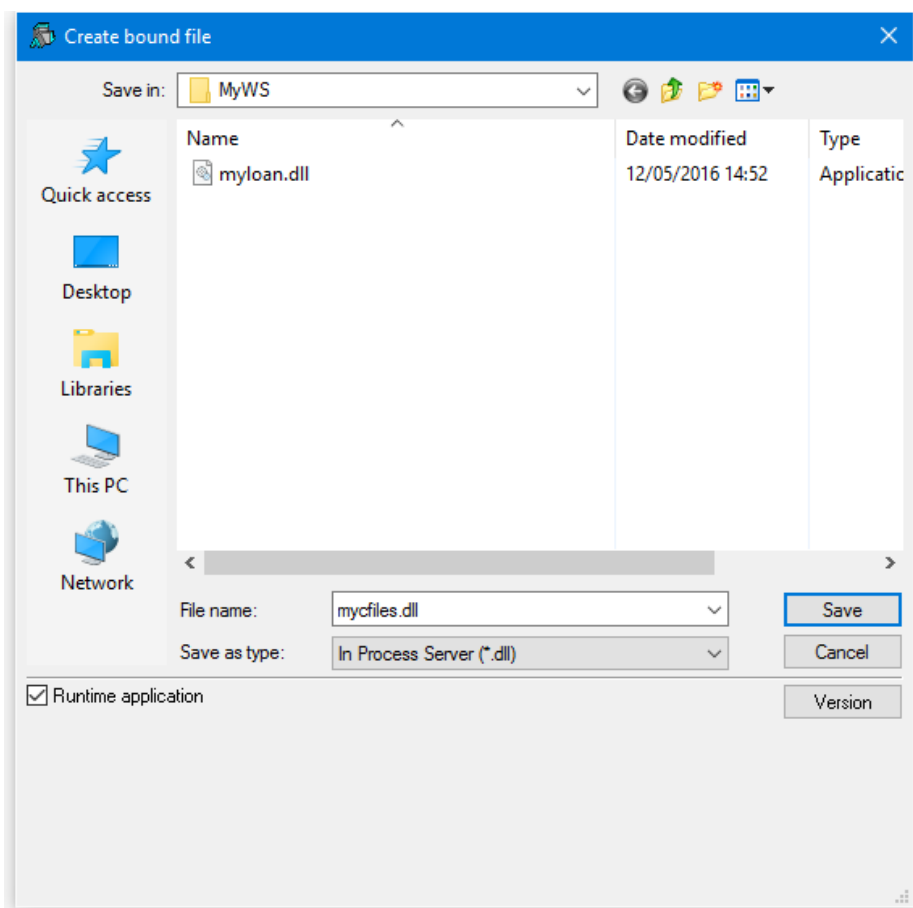 Create bound file
Save in: MyWS
Name Date modified Type
myloan.dll 12/05/2016 14:52 Applicatic
Quick access
Desktop
Libraries
This PC
Network
File name: mycfiles.dll Save
Save as type: In Process Server (*.dll) Cancel
Runtime application Version